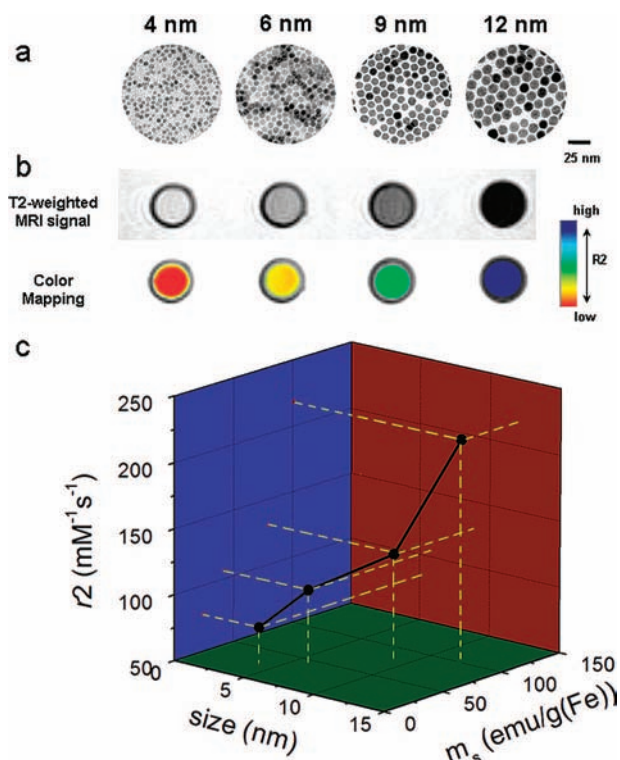 4 nm 6 nm 9 nm 12 nm
a
25 nm
b
T2-weighted
MRI signal
high
R2
Color
Mapping
low
c
250
200
150
100
50
r2 (mM⁻¹s⁻¹)
0
5
10
15
size (nm)
0
50
100
150
mₛ (emu/g(Fe))